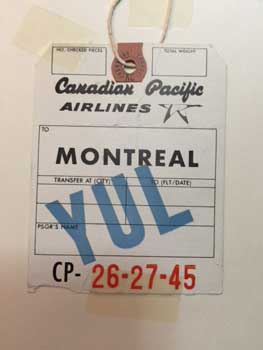 NO. CHECKED PIECES
TOTAL WEIGHT
Canadian Pacific
AIRLINES
TO
MONTREAL
TRANSFER AT (CITY)
TO (FLT/DATE)
YUL
PSGR'S NAME
CP- 26-27-45